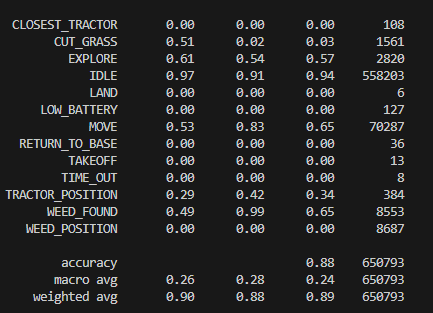 CLOSEST_TRACTOR 0.00 0.00 0.00 108
CUT_GRASS 0.51 0.02 0.03 1561
EXPLORE 0.61 0.54 0.57 2820
IDLE 0.97 0.91 0.94 558203
LAND 0.00 0.00 0.00 6
LOW_BATTERY 0.00 0.00 0.00 127
MOVE 0.53 0.83 0.65 70287
RETURN_TO_BASE 0.00 0.00 0.00 36
TAKEOFF 0.00 0.00 0.00 13
TIME_OUT 0.00 0.00 0.00 8
TRACTOR_POSITION 0.29 0.42 0.34 384
WEED_FOUND 0.49 0.99 0.65 8553
WEED_POSITION 0.00 0.00 0.00 8687
accuracy 0.88 650793
macro avg 0.26 0.28 0.24 650793
weighted avg 0.90 0.88 0.89 650793